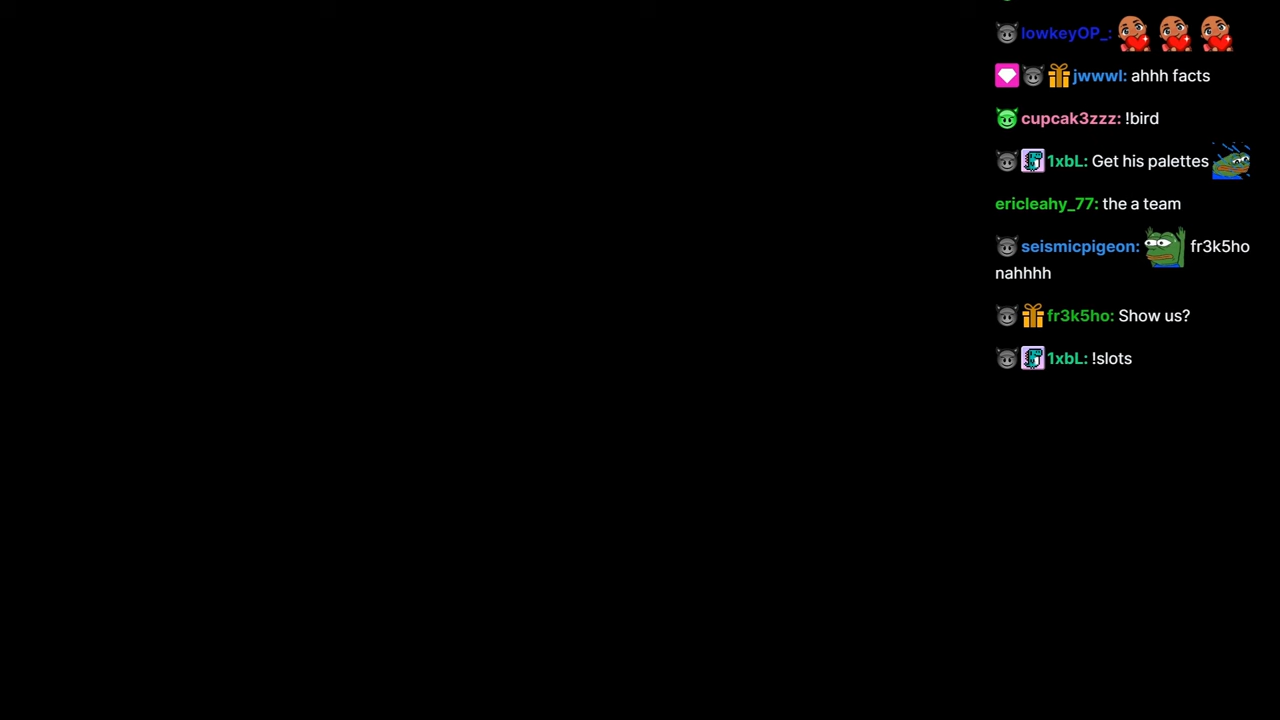 lowkeyOP_:
jwwwl: ahhh facts
cupcak3zzz: !bird
1xbL: Get his palettes
ericleahy_77: the a team
seismicpigeon: fr3k5ho
nahhhh
fr3k5ho: Show us?
1xbL: !slots